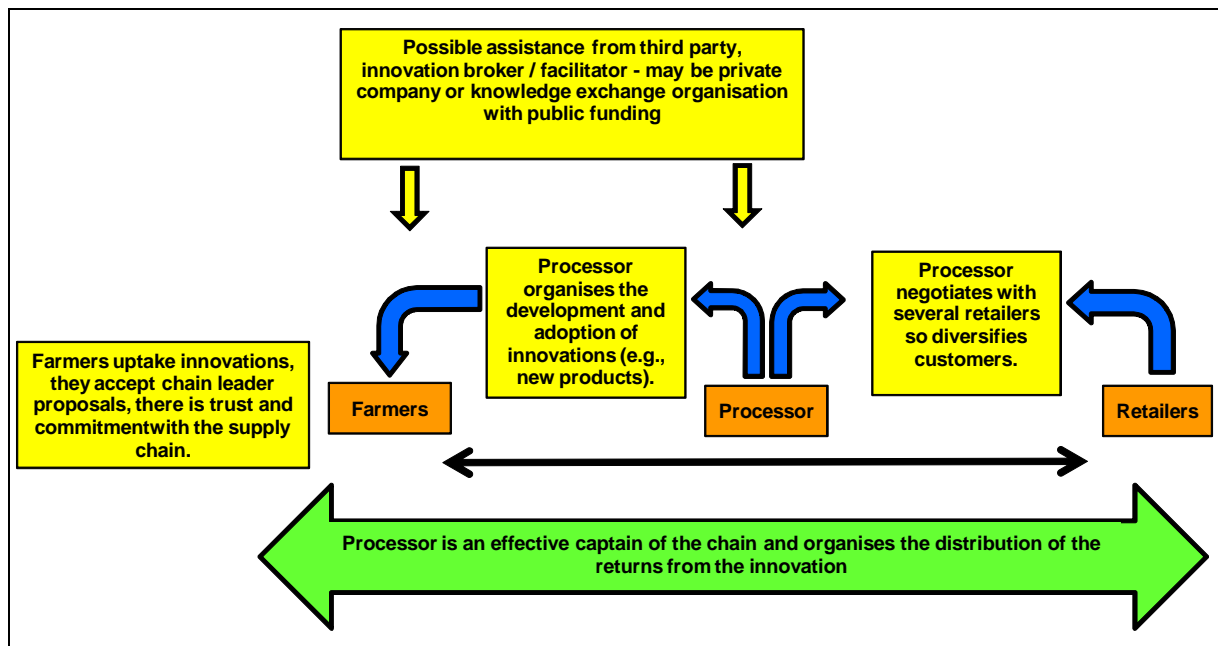 Possible assistance from third party,
innovation broker / facilitator - may be private
company or knowledge exchange organisation
with public funding
Processor
organises the
development and
adoption of
innovations (e.g.,
new products).
Processor
negotiates with
several retailers
so diversifies
customers.
Farmers uptake innovations,
they accept chain leader
proposals, there is trust and
commitmentwith the supply
chain.
Farmers
Processor
Retailers
Processor is an effective captain of the chain and organises the distribution of the
returns from the innovation